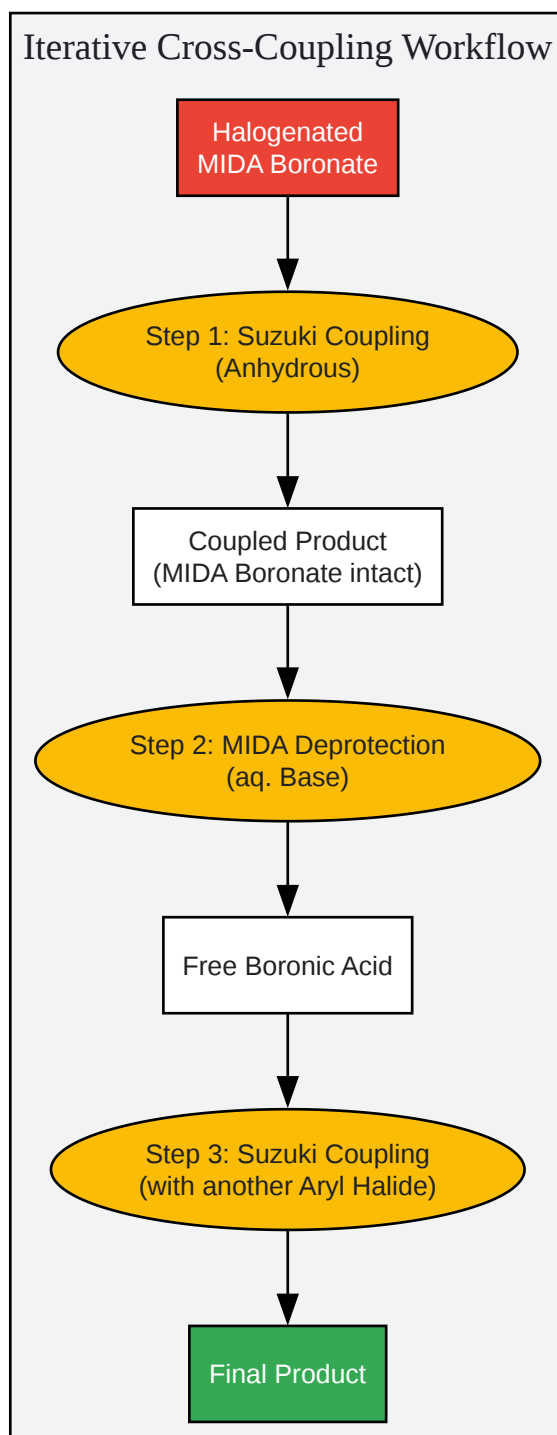 Iterative Cross-Coupling Workflow
Halogenated
MIDA Boronate
Step 1: Suzuki Coupling
(Anhydrous)
Coupled Product
(MIDA Boronate intact)
Step 2: MIDA Deprotection
(aq. Base)
Free Boronic Acid
Step 3: Suzuki Coupling
(with another Aryl Halide)
Final Product